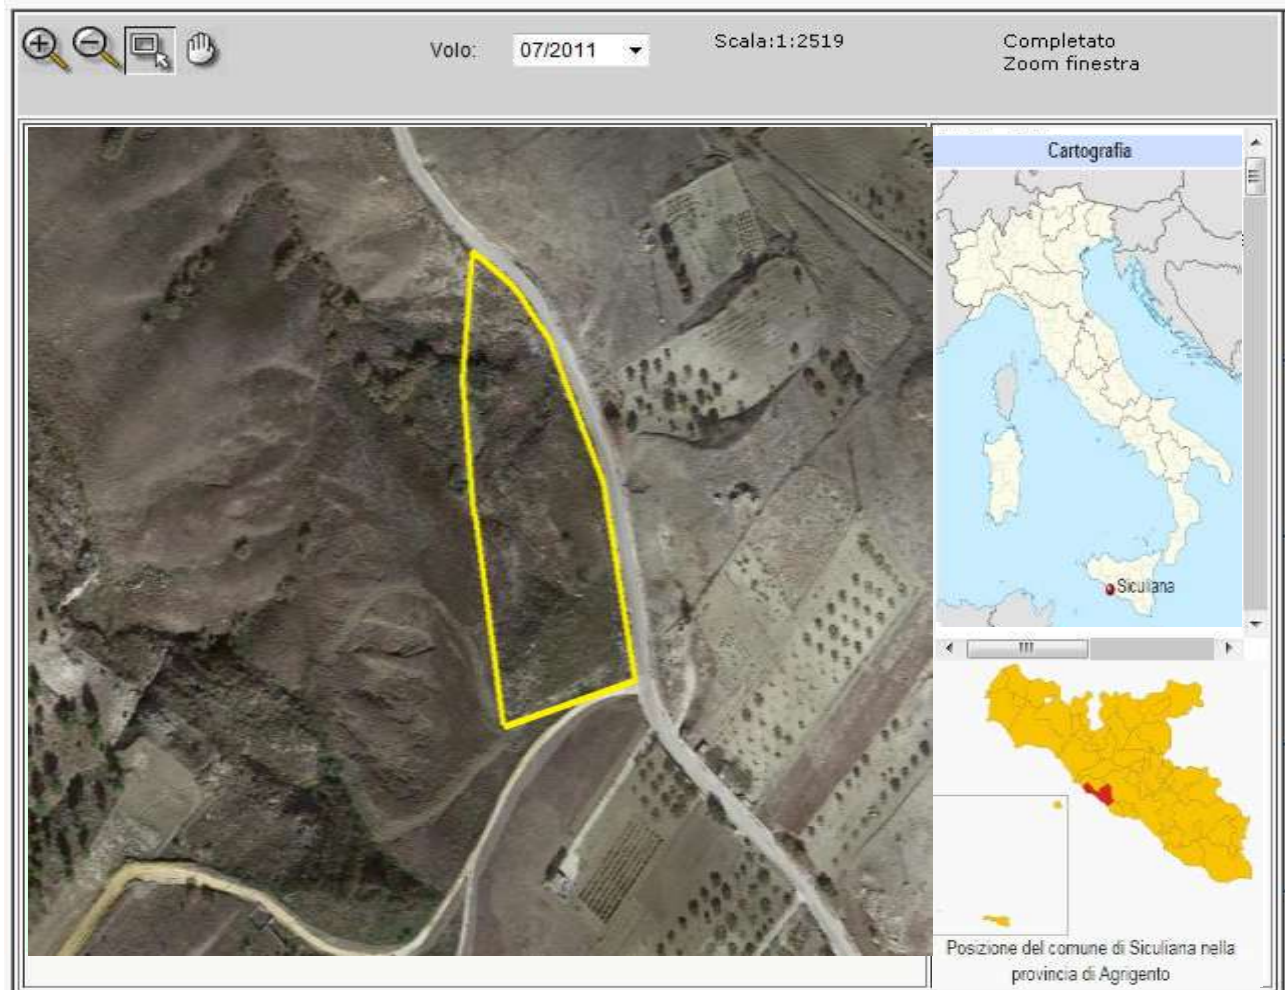 Volo:
07/2011
Scala:1:2519
Completato
Zoom finestra
Cartografia
Siculiana
Posizione del comune di Siculiana nella
provincia di Agrigento